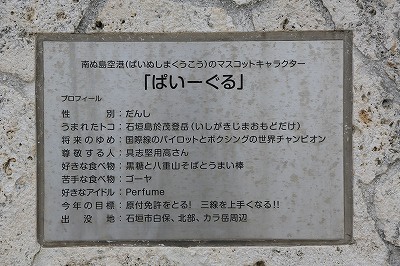 南ぬ島空港(ぱいぬしまくうこう)のマスコットキャラクター
「ぱいーぐる」
プロフィール
性別:だんし
うまれたトコ:石垣島於茂登岳(いしがきじまおもとだけ)
将来のゆめ:国際線のパイロットとボクシングの世界チャンピオン
尊敬する人:具志堅用高さん
好きな食べ物:黒糖と八重山そばとうまい棒
苦手な食べ物:ゴーヤ
好きなアイドル:Perfume
今年の目標:原付免許をとる! 三線を上手くなる!!
出没地:石垣市白保、北部、カラ岳周辺